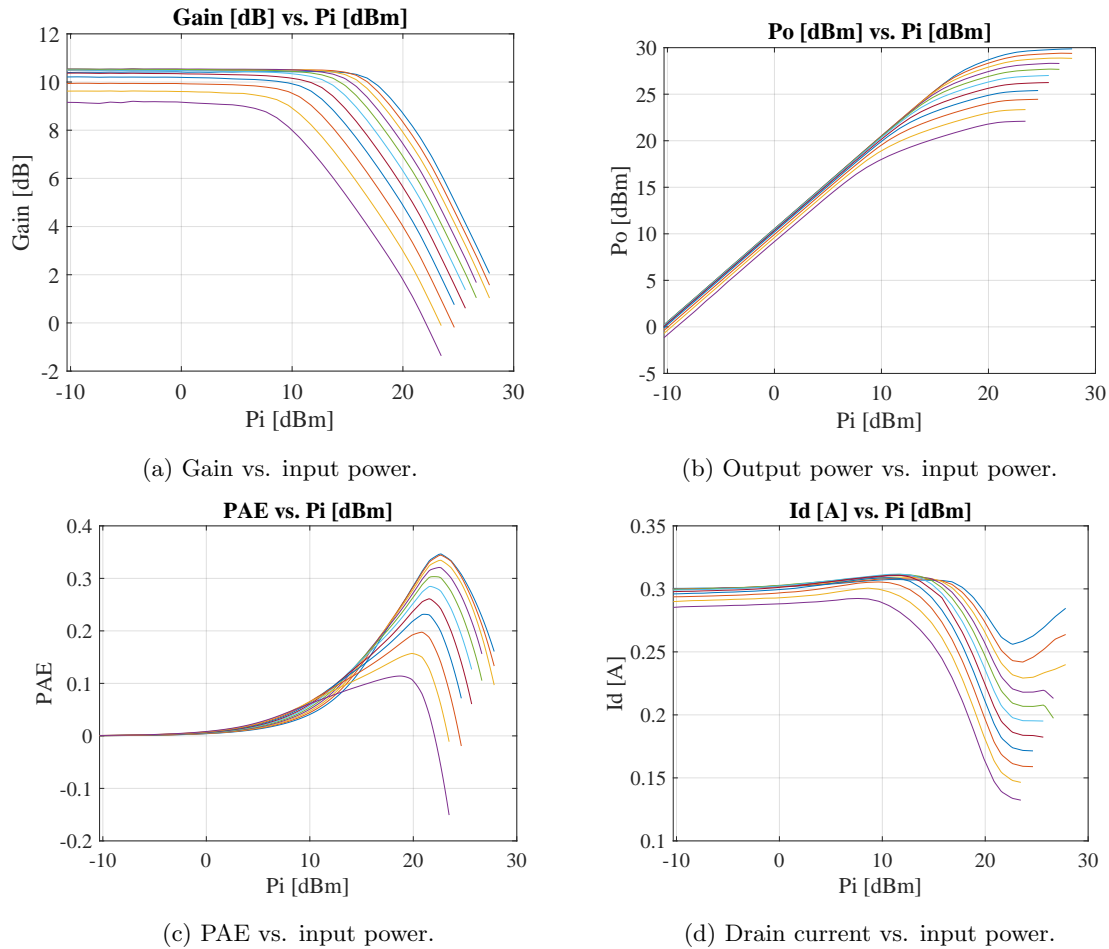 Gain [dB] vs. Pi [dBm]
12
10
8
6
4
2
0
-2
Gain [dB]
-10 0 10 20 30
Pi [dBm]
(a) Gain vs. input power.
Po [dBm] vs. Pi [dBm]
30
25
20
15
10
5
0
-5
Po [dBm]
-10 0 10 20 30
Pi [dBm]
(b) Output power vs. input power.
PAE vs. Pi [dBm]
0.4
0.3
0.2
0.1
0
-0.1
-0.2
PAE
-10 0 10 20 30
Pi [dBm]
(c) PAE vs. input power.
Id [A] vs. Pi [dBm]
0.35
0.3
0.25
0.2
0.15
0.1
Id [A]
-10 0 10 20 30
Pi [dBm]
(d) Drain current vs. input power.